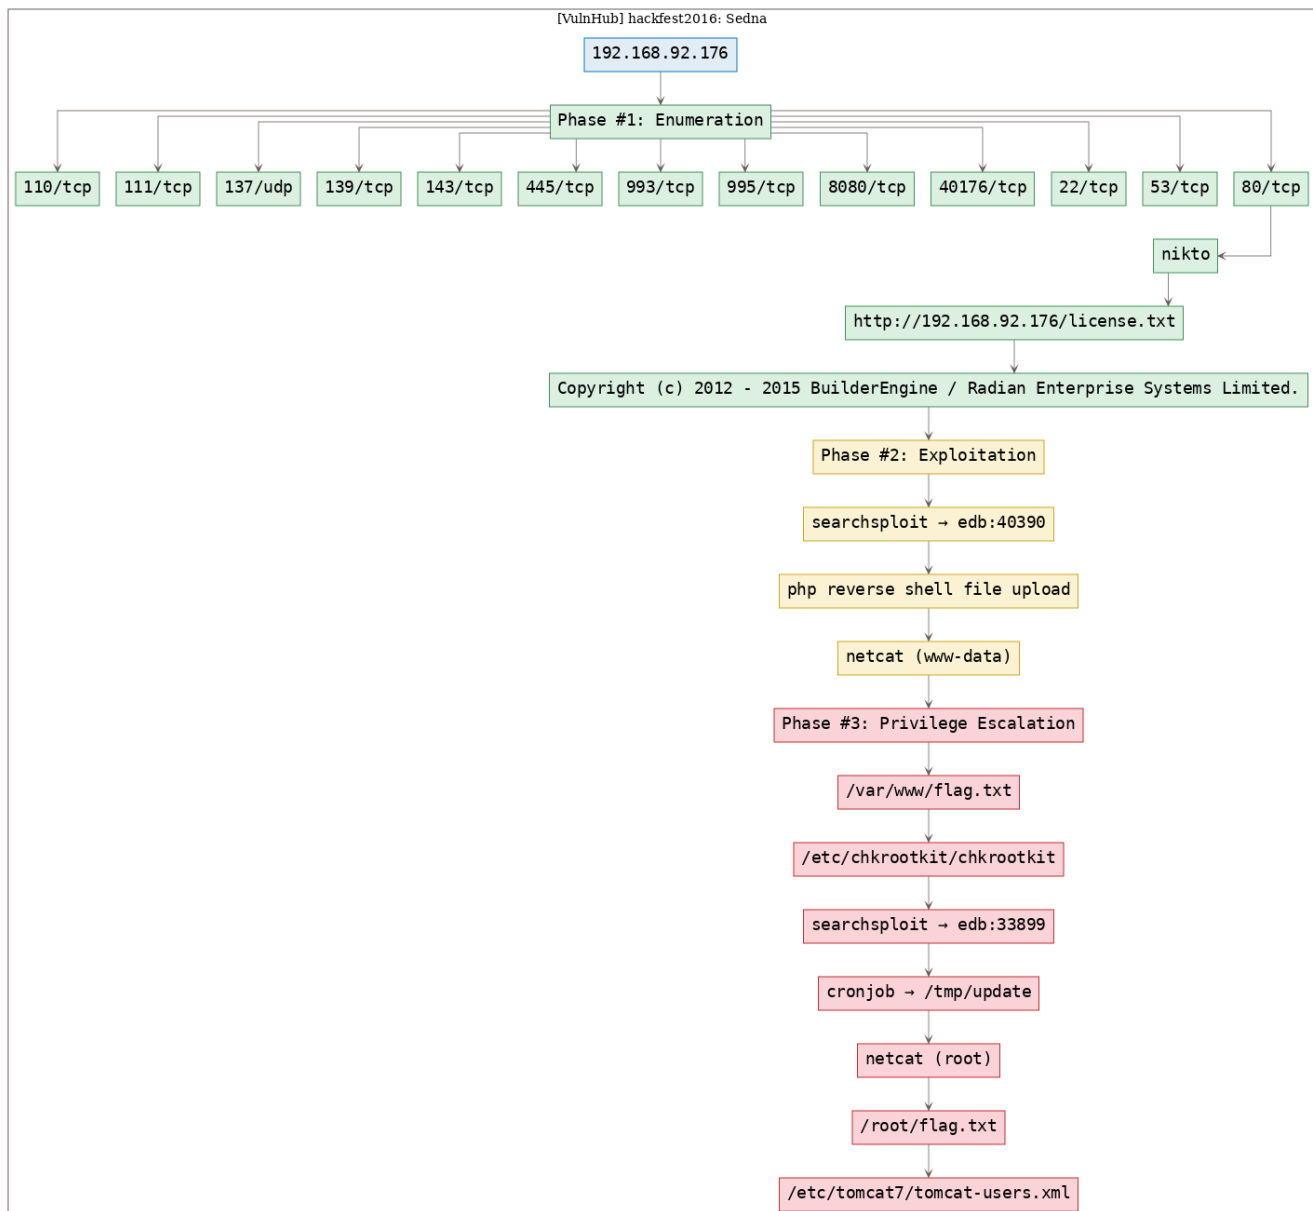 [VulnHub] hackfest2016: Sedna
192.168.92.176
Phase #1: Enumeration
110/tcp
111/tcp
137/udp
139/tcp
143/tcp
445/tcp
993/tcp
995/tcp
8080/tcp
40176/tcp
22/tcp
53/tcp
80/tcp
nikto
http://192.168.92.176/license.txt
Copyright (c) 2012 - 2015 BuilderEngine / Radian Enterprise Systems Limited.
Phase #2: Exploitation
searchsploit → edb:40390
php reverse shell file upload
netcat (www-data)
Phase #3: Privilege Escalation
/var/www/flag.txt
/etc/chkrootkit/chkrootkit
searchsploit → edb:33899
cronjob → /tmp/update
netcat (root)
/root/flag.txt
/etc/tomcat7/tomcat-users.xml